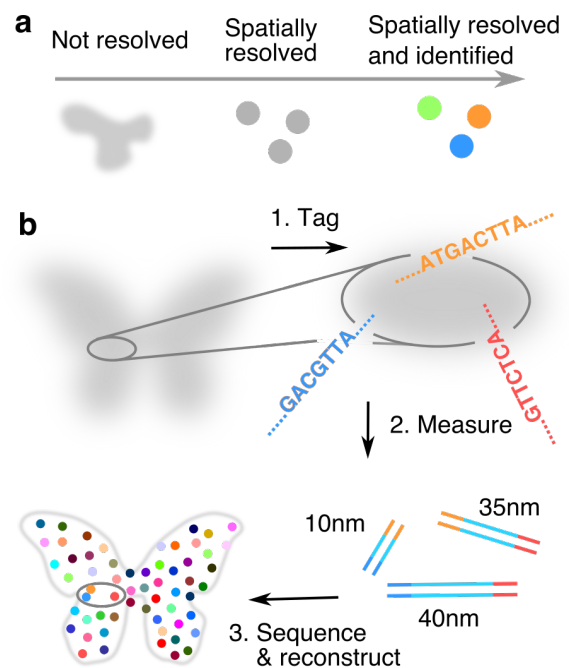 a
Not resolved
Spatially
resolved
Spatially resolved
and identified
b
1. Tag
ATGACTTA
GACGTTA
GTTCTCA
2. Measure
10nm
35nm
40nm
3. Sequence
& reconstruct